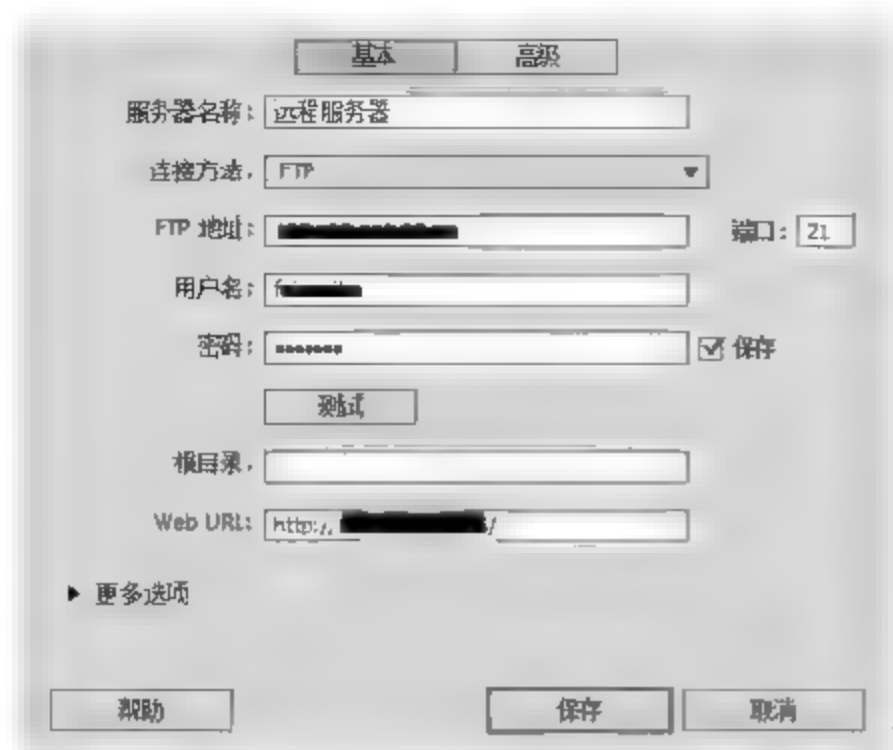 基本 高级
服务器名称: 远程服务器
连接方法: FTP
FTP 地址: 端口: 21
用户名:
密码: ••••••• 保存
测试
根目录:
Web URL: http:// /
更多选项
帮助 保存 取消